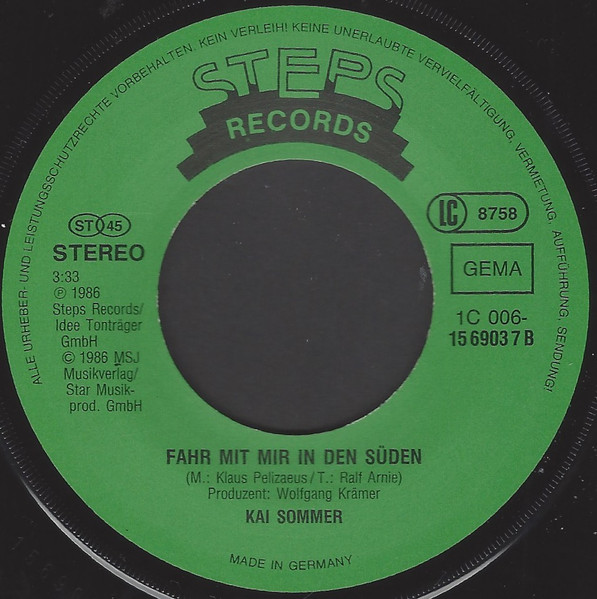 ALLE URHEBER- UND LEISTUNGSSCHUTZRECHTE VORBEHALTEN. KEIN VERLEIH! KEINE UNERLAUBTE VERVIELFÄLTIGUNG, VERMIETUNG, AUFFÜHRUNG, SENDUNG!
STEPS
RECORDS
ST 45
STEREO
3:33
℗ 1986
Steps Records/
Idee Tonträger
GmbH
© 1986 MSJ
Musikverlag/
Star Musik-
prod. GmbH
LC 8758
GEMA
1C 006-
15 6903 7 B
FAHR MIT MIR IN DEN SÜDEN
(M.: Klaus Pelizaeus/T.: Ralf Arnie)
Produzent: Wolfgang Krämer
KAI SOMMER
MADE IN GERMANY